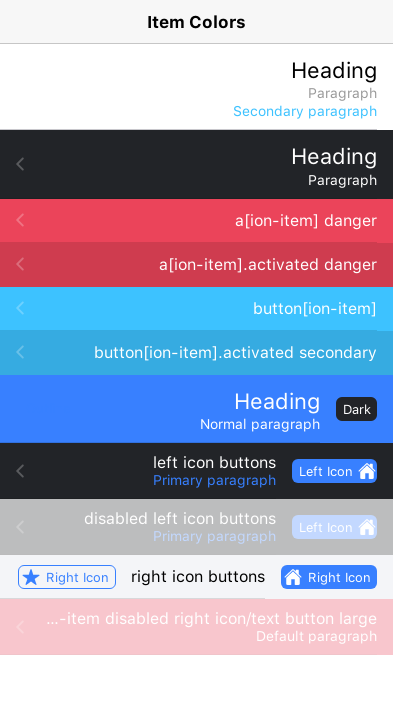 Item Colors
Heading
Paragraph
Secondary paragraph
Heading
Paragraph
a[ion-item] danger
a[ion-item].activated danger
button[ion-item]
button[ion-item].activated secondary
Heading
Normal paragraph
Dark
left icon buttons
Primary paragraph
Left Icon
disabled left icon buttons
Primary paragraph
Left Icon
Right Icon
right icon buttons
Right Icon
...-item disabled right icon/text button large
Default paragraph